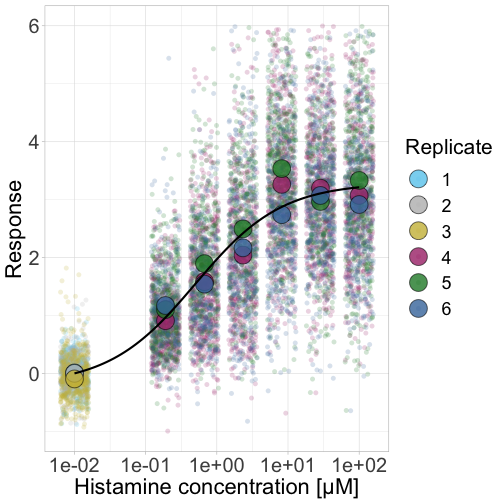 6
4
2
0
Response
1e-02 1e-01 1e+00 1e+01 1e+02
Histamine concentration [µM]
Replicate
1
2
3
4
5
6